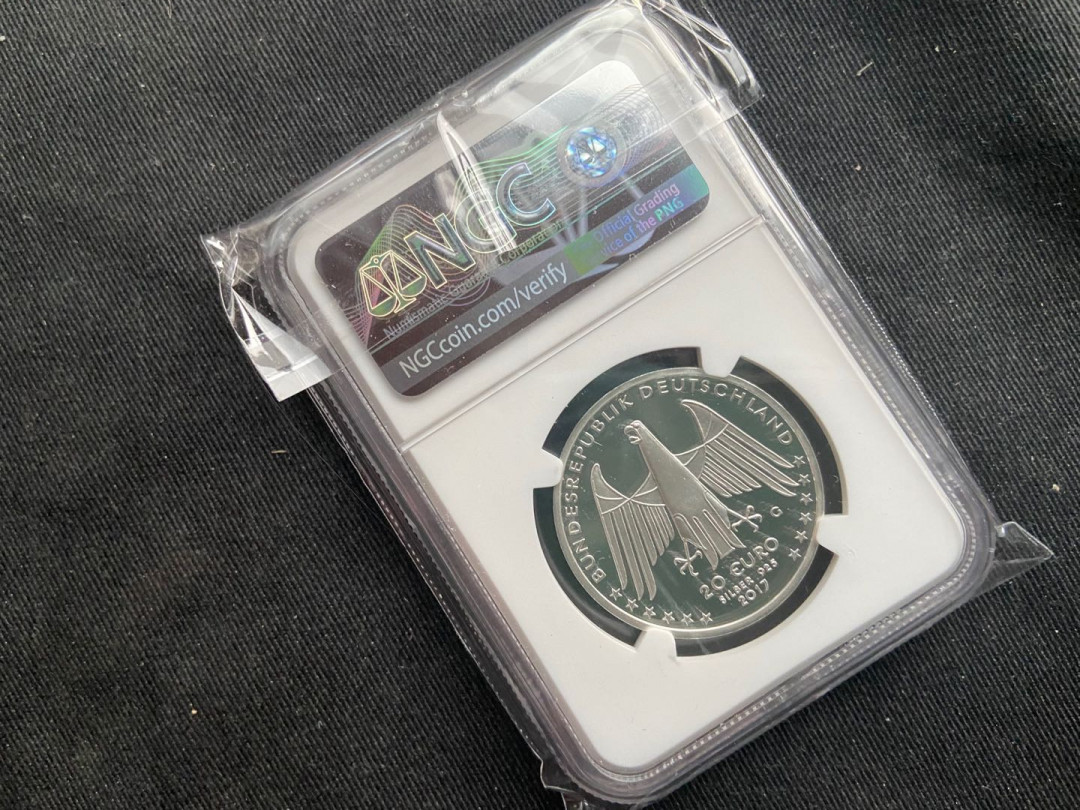 NGC
Numismatic Guaranty Corporation
Official Grading
Service of the PNG
NGCcoin.com/verify
BUNDESREPUBLIK DEUTSCHLAND
G
20 EURO
SILBER 925
2017